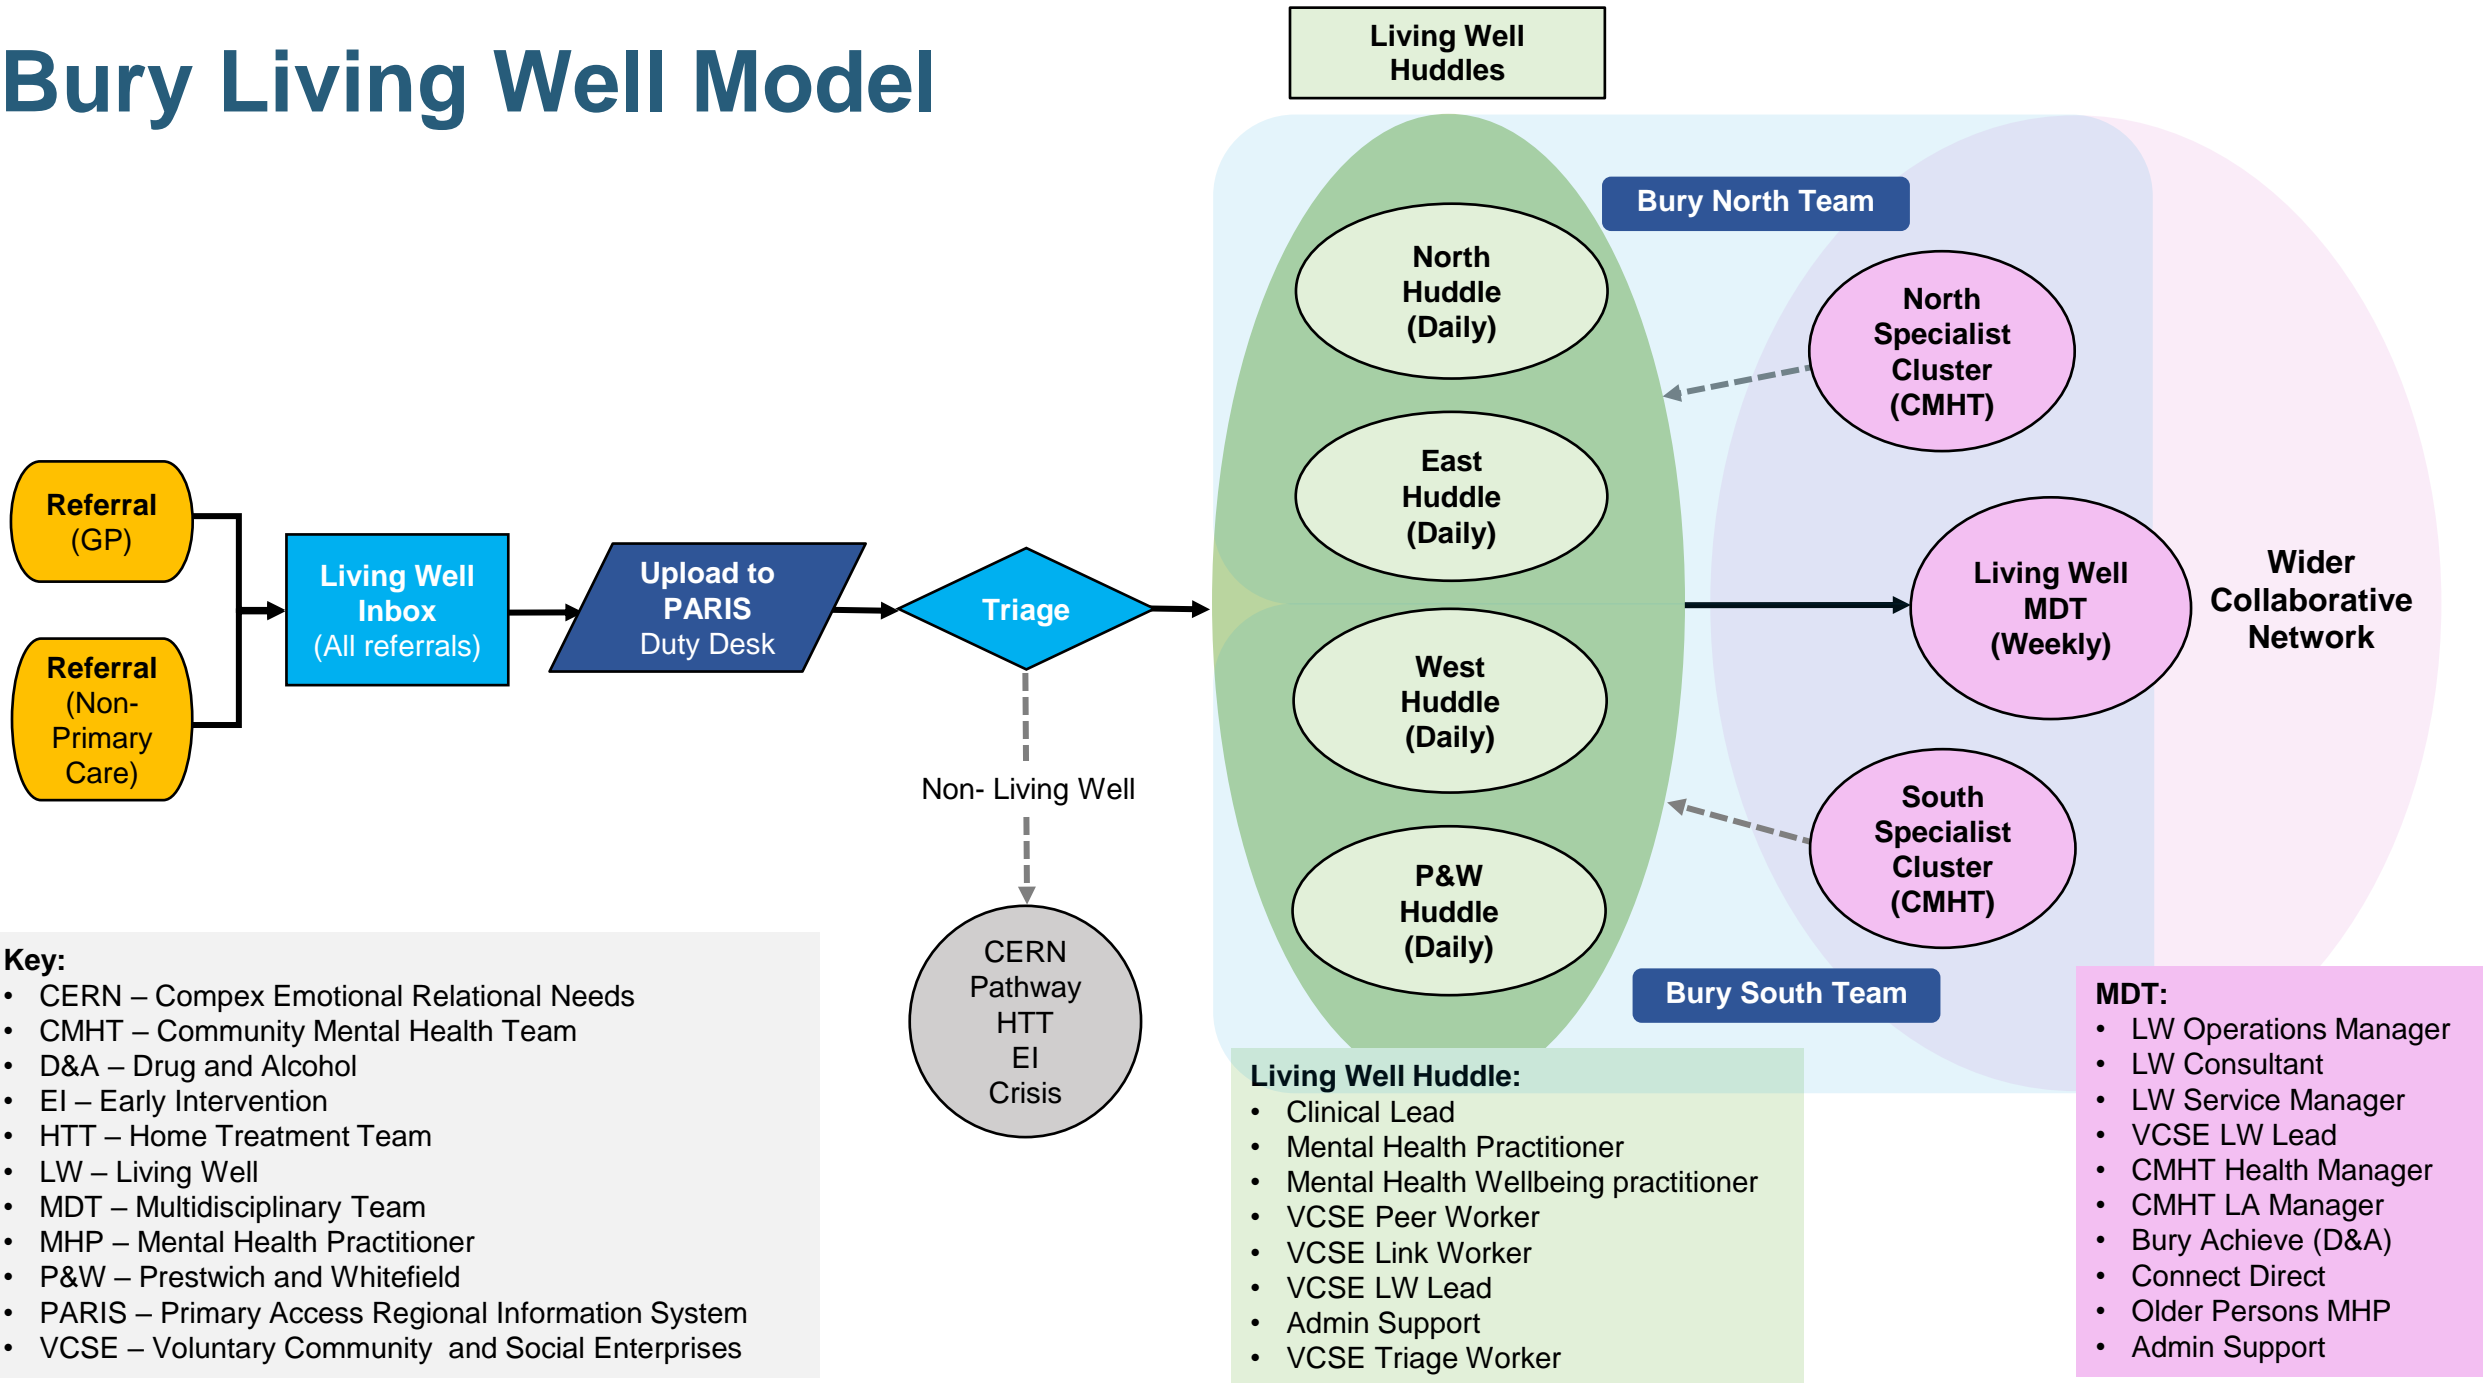 Bury Living Well Model
Living Well
Huddles
Bury North Team
North
Huddle
(Daily)
East
Huddle
(Daily)
West
Huddle
(Daily)
P&W
Huddle
(Daily)
North
Specialist
Cluster
(CMHT)
Living Well
MDT
(Weekly)
South
Specialist
Cluster
(CMHT)
Wider
Collaborative
Network
Bury South Team
Referral
(GP)
Referral
(Non-
Primary
Care)
Living Well
Inbox
(All referrals)
Upload to
PARIS
Duty Desk
Triage
Non- Living Well
CERN
Pathway
HTT
EI
Crisis
Key:
• CERN – Compex Emotional Relational Needs
• CMHT – Community Mental Health Team
• D&A – Drug and Alcohol
• EI – Early Intervention
• HTT – Home Treatment Team
• LW – Living Well
• MDT – Multidisciplinary Team
• MHP – Mental Health Practitioner
• P&W – Prestwich and Whitefield
• PARIS – Primary Access Regional Information System
• VCSE – Voluntary Community  and Social Enterprises
Living Well Huddle:
• Clinical Lead
• Mental Health Practitioner
• Mental Health Wellbeing practitioner
• VCSE Peer Worker
• VCSE Link Worker
• VCSE LW Lead
• Admin Support
• VCSE Triage Worker
MDT:
• LW Operations Manager
• LW Consultant
• LW Service Manager
• VCSE LW Lead
• CMHT Health Manager
• CMHT LA Manager
• Bury Achieve (D&A)
• Connect Direct
• Older Persons MHP
• Admin Support